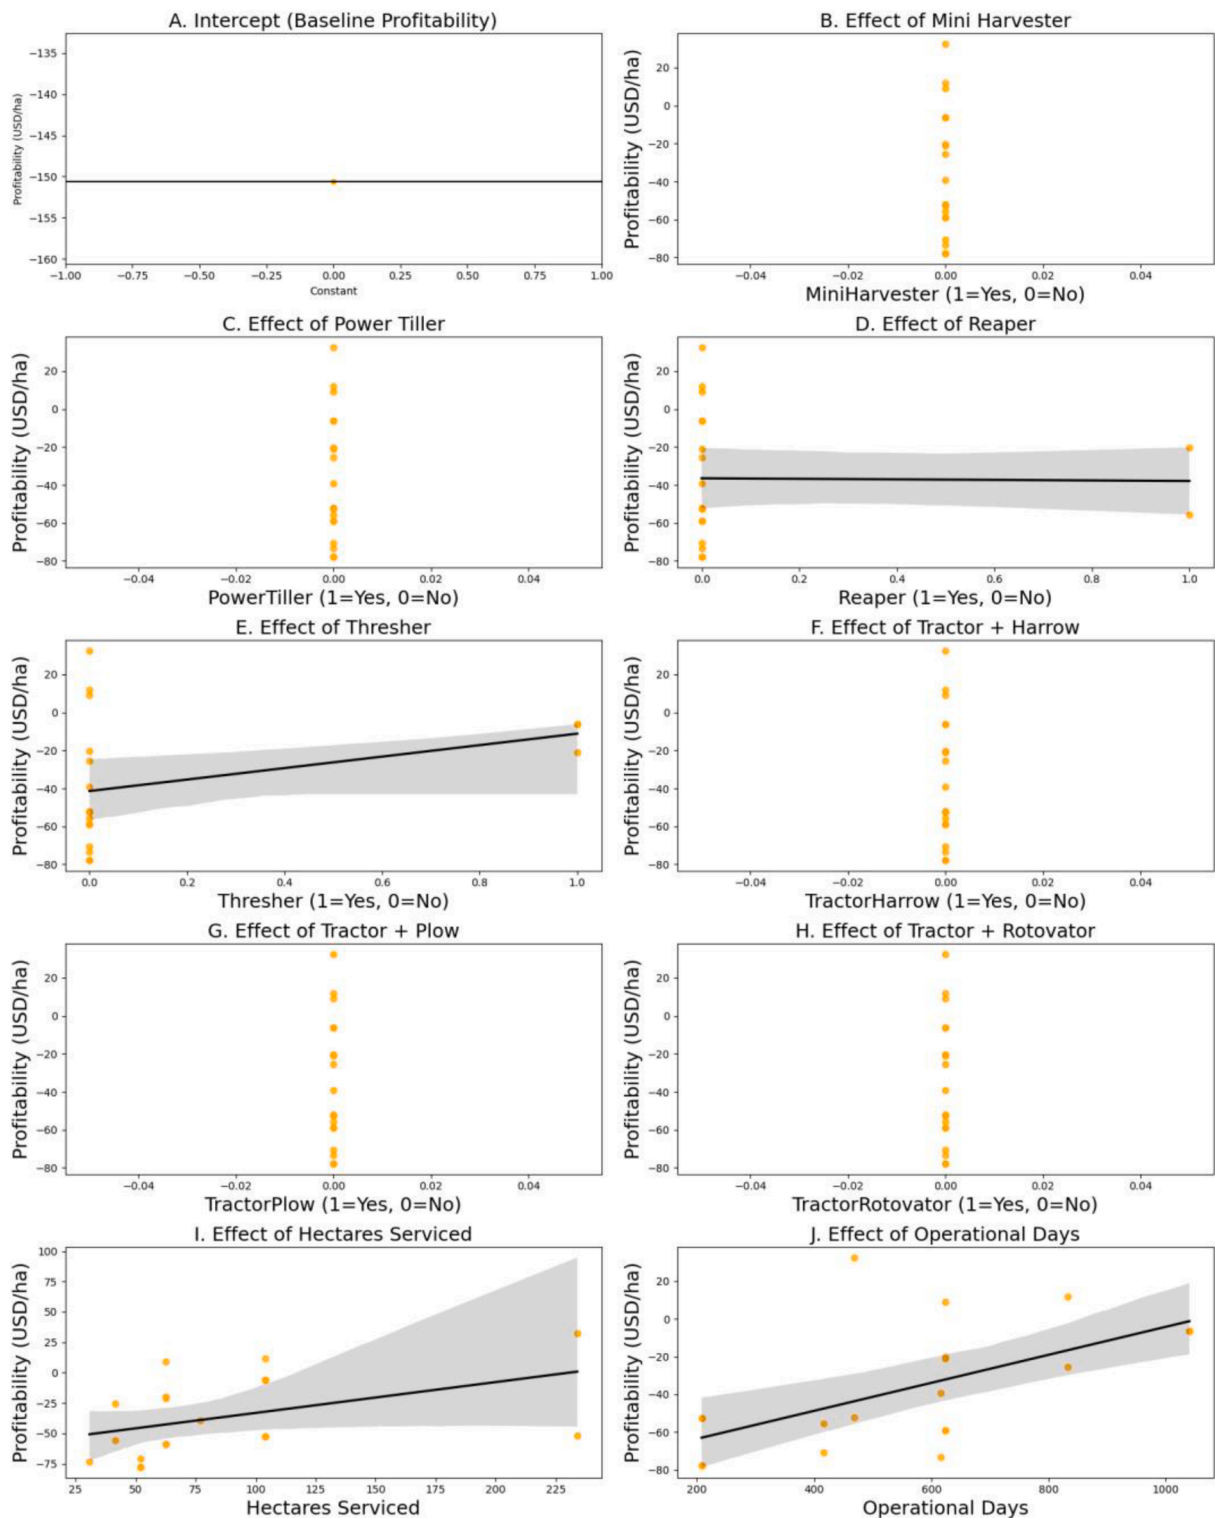 A. Intercept (Baseline Profitability)
Profitability (USD/ha)
−135
−140
−145
−150
−155
−160
−1.00 −0.75 −0.50 −0.25 0.00 0.25 0.50 0.75 1.00
Constant
B. Effect of Mini Harvester
Profitability (USD/ha)
20
0
−20
−40
−60
−80
−0.04 −0.02 0.00 0.02 0.04
MiniHarvester (1=Yes, 0=No)
C. Effect of Power Tiller
Profitability (USD/ha)
20
0
−20
−40
−60
−80
−0.04 −0.02 0.00 0.02 0.04
PowerTiller (1=Yes, 0=No)
D. Effect of Reaper
Profitability (USD/ha)
20
0
−20
−40
−60
−80
0.0 0.2 0.4 0.6 0.8 1.0
Reaper (1=Yes, 0=No)
E. Effect of Thresher
Profitability (USD/ha)
20
0
−20
−40
−60
−80
0.0 0.2 0.4 0.6 0.8 1.0
Thresher (1=Yes, 0=No)
F. Effect of Tractor + Harrow
Profitability (USD/ha)
20
0
−20
−40
−60
−80
−0.04 −0.02 0.00 0.02 0.04
TractorHarrow (1=Yes, 0=No)
G. Effect of Tractor + Plow
Profitability (USD/ha)
20
0
−20
−40
−60
−80
−0.04 −0.02 0.00 0.02 0.04
TractorPlow (1=Yes, 0=No)
H. Effect of Tractor + Rotovator
Profitability (USD/ha)
20
0
−20
−40
−60
−80
−0.04 −0.02 0.00 0.02 0.04
TractorRotovator (1=Yes, 0=No)
I. Effect of Hectares Serviced
Profitability (USD/ha)
100
75
50
25
0
−25
−50
−75
25 50 75 100 125 150 175 200 225
Hectares Serviced
J. Effect of Operational Days
Profitability (USD/ha)
20
0
−20
−40
−60
−80
200 400 600 800 1000
Operational Days